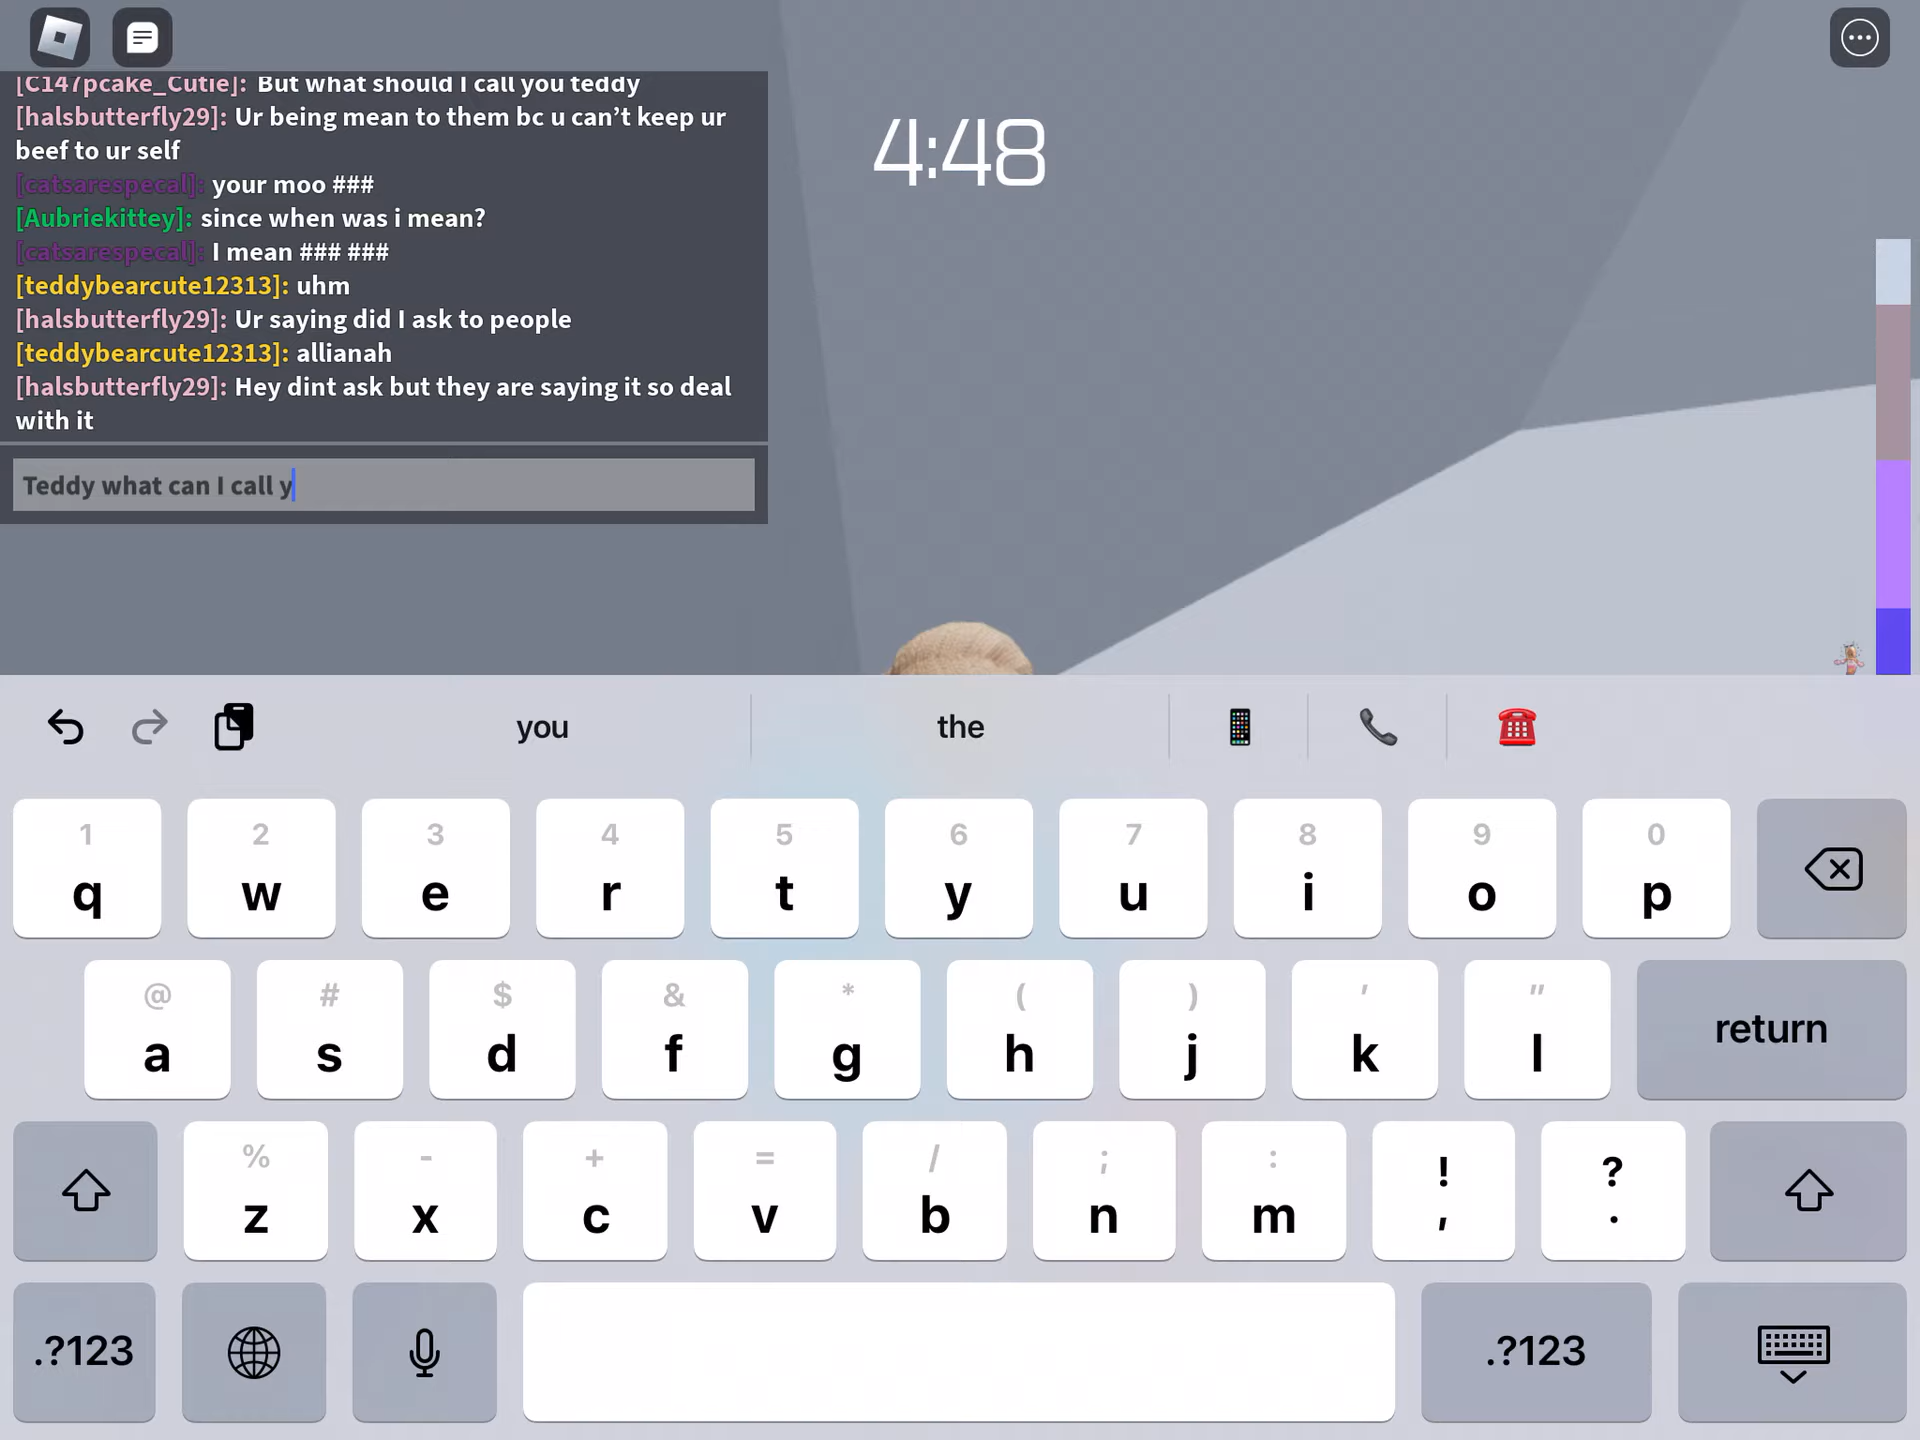 [C147pcake_Cutie]: But what should I call you teddy
[halsbutterfly29]: Ur being mean to them bc u can’t keep ur
beef to ur self
[catsarespecal]: your moo ###
[Aubriekittey]: since when was i mean?
[catsarespecal]: I mean ### ###
[teddybearcute12313]: uhm
[halsbutterfly29]: Ur saying did I ask to people
[teddybearcute12313]: allianah
[halsbutterfly29]: Hey dint ask but they are saying it so deal
with it
Teddy what can I call y
4:48
you the
1 2 3 4 5 6 7 8 9 0
q w e r t y u i o p
@ # $ & * ( ) ' "
a s d f g h j k l return
% - + = / ; : ! ?
z x c v b n m , .
.?123 .?123